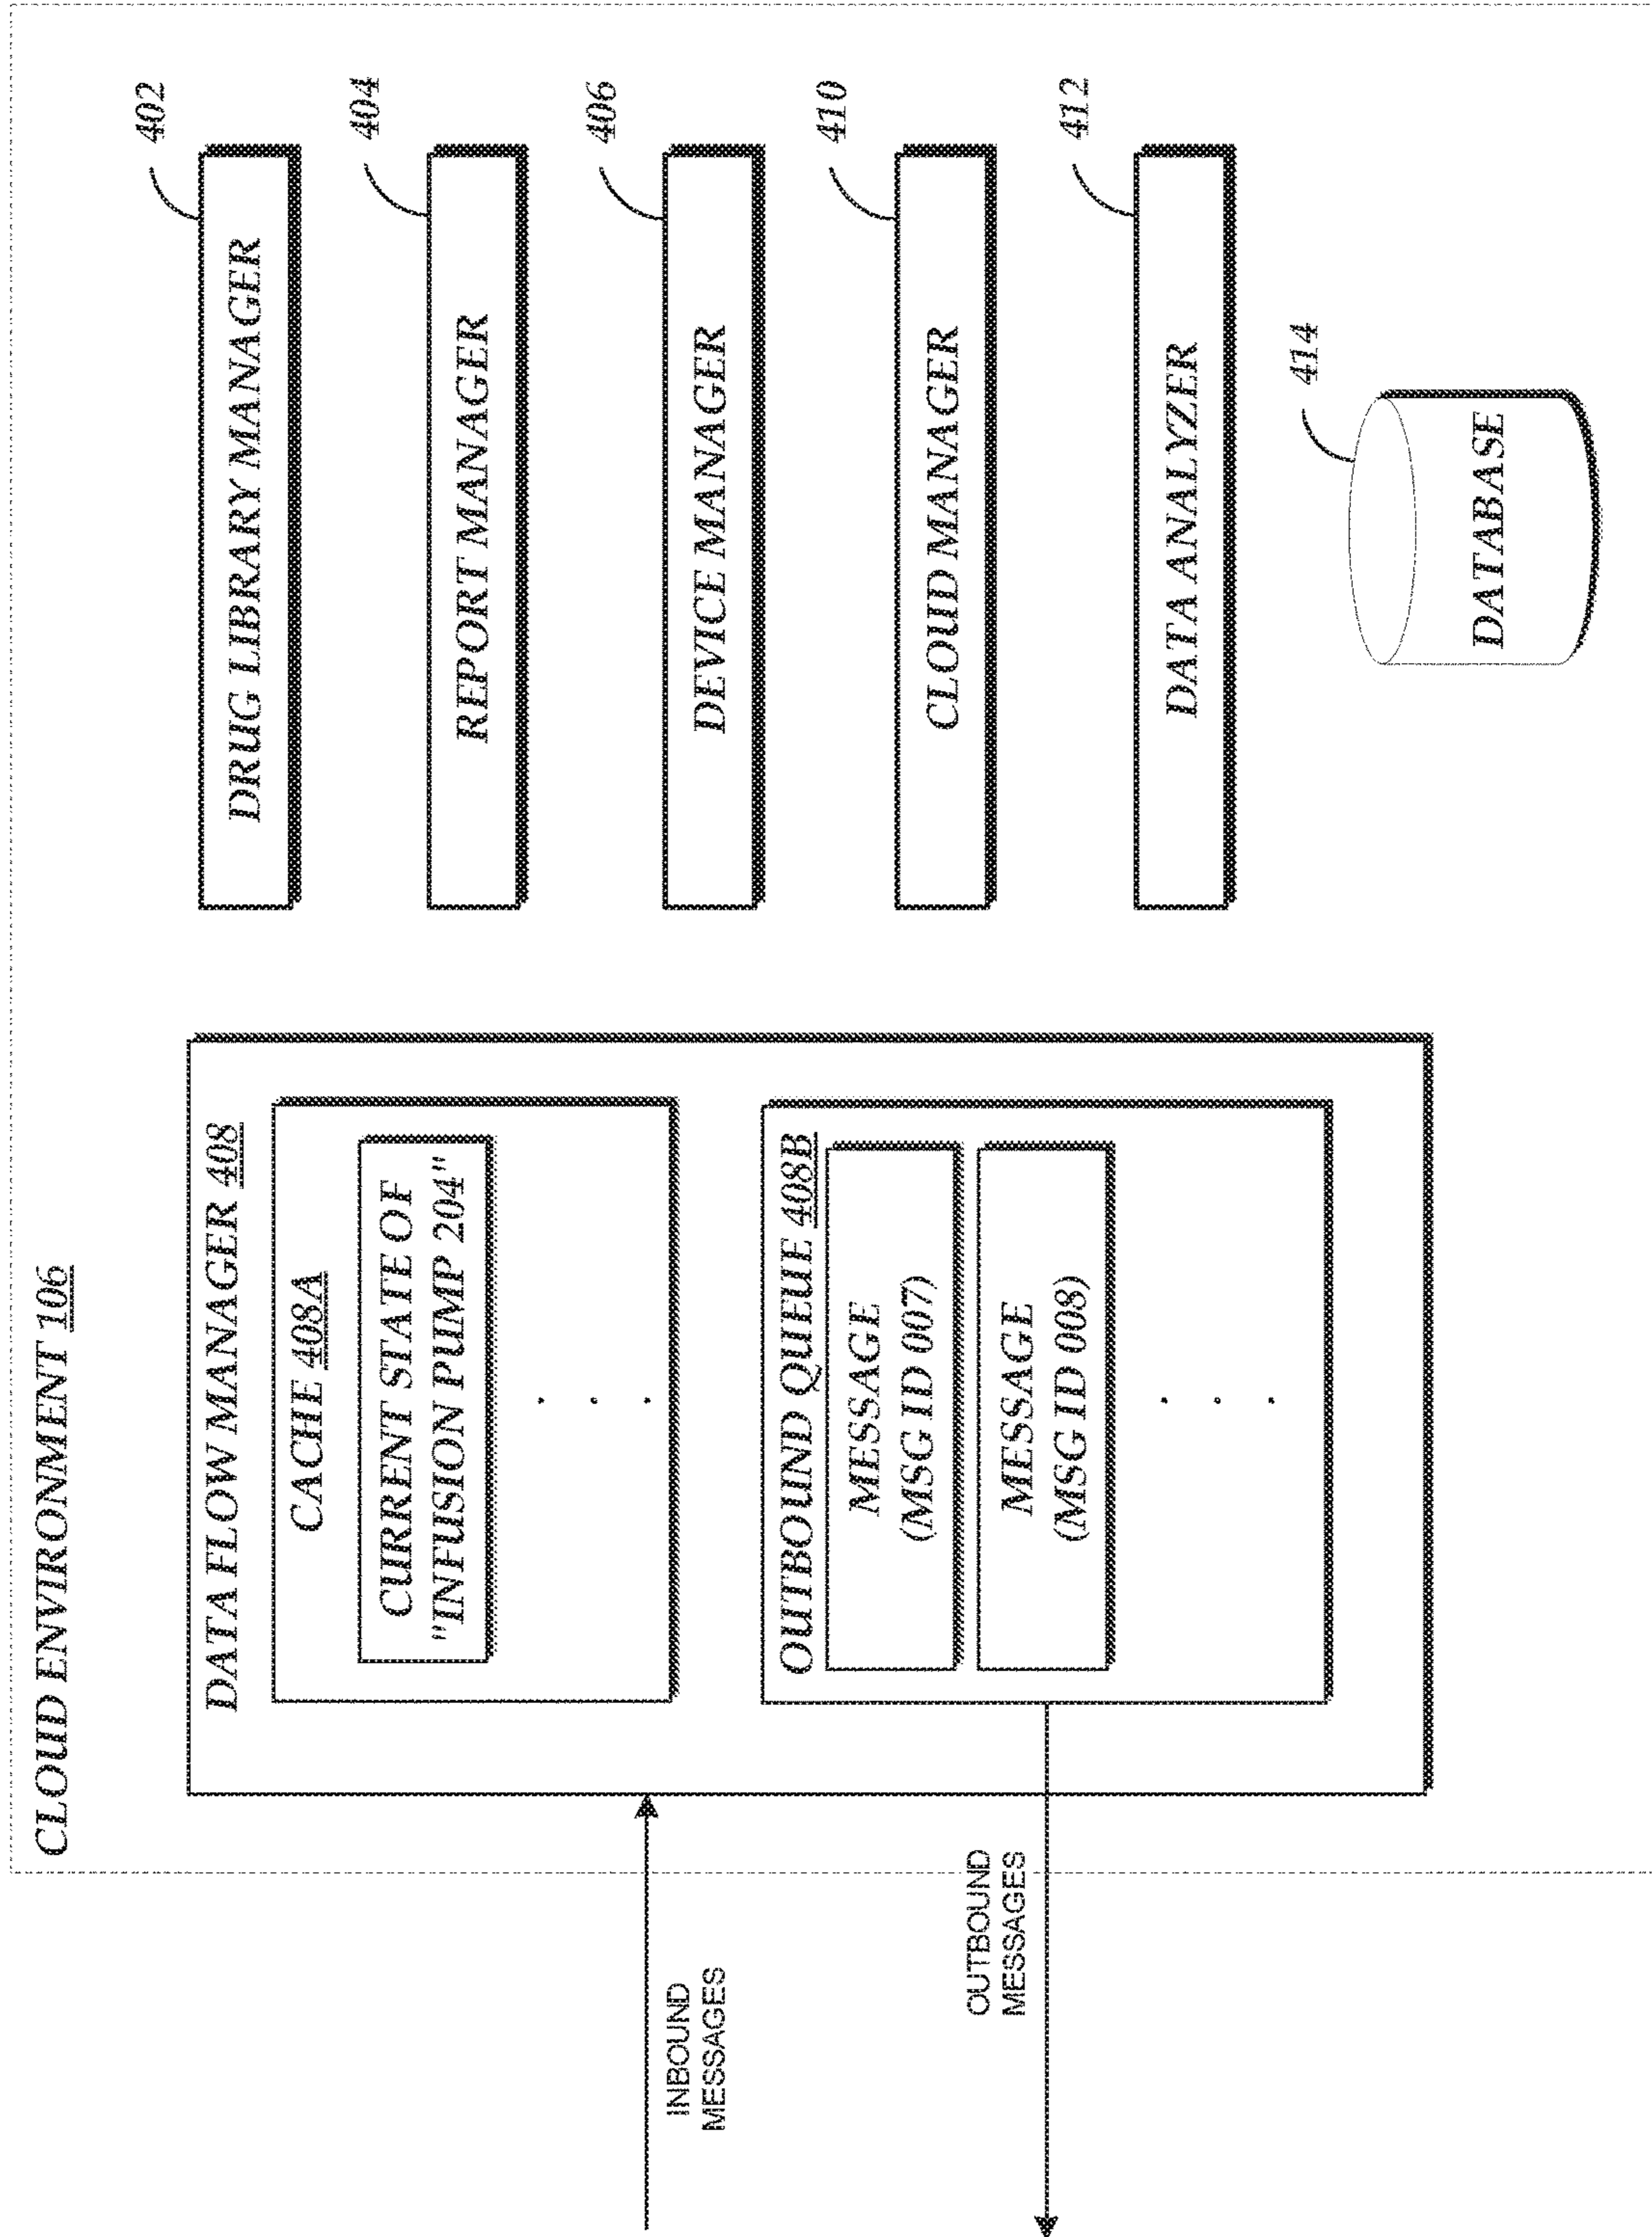 CLOUD ENVIRONMENT 106
DATA FLOW MANAGER 408
CACHE 408A
CURRENT STATE OF
"INFUSION PUMP 204"
OUTBOUND QUEUE 408B
MESSAGE
(MSG ID 007)
MESSAGE
(MSG ID 008)
INBOUND
MESSAGES
OUTBOUND
MESSAGES
402
DRUG LIBRARY MANAGER
404
REPORT MANAGER
406
DEVICE MANAGER
410
CLOUD MANAGER
412
DATA ANALYZER
414
DATABASE